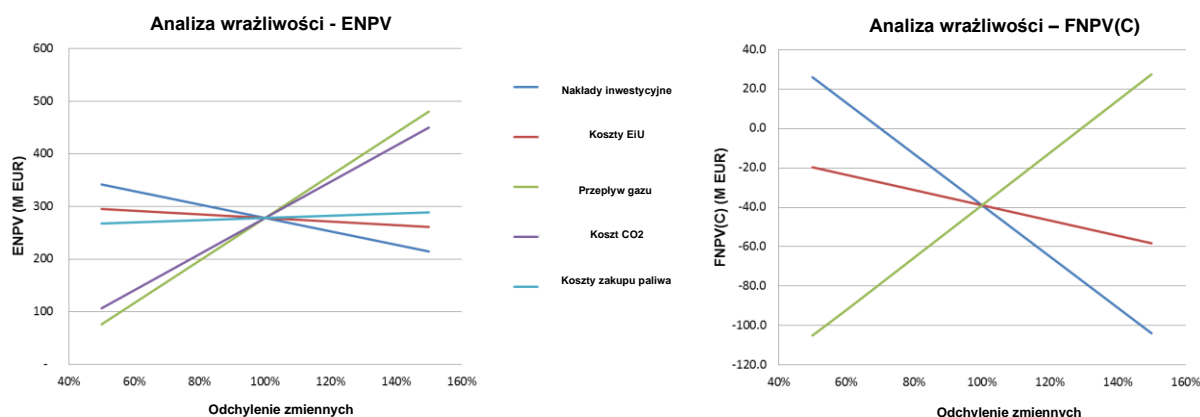 Analiza wrażliwości - ENPV
600
500
400
300
200
100
-
ENPV (M EUR)
40%
60%
80%
100%
120%
140%
160%
Odchylenie zmiennych
Nakłady inwestycyjne
Koszty EiU
Przepływ gazu
Koszt CO2
Koszty zakupu paliwa
Analiza wrażliwości – FNPV(C)
40.0
20.0
0.0
-20.0
-40.0
-60.0
-80.0
-100.0
-120.0
FNPV(C) (M EUR)
40%
60%
80%
100%
120%
140%
160%
Odchylenie zmiennych